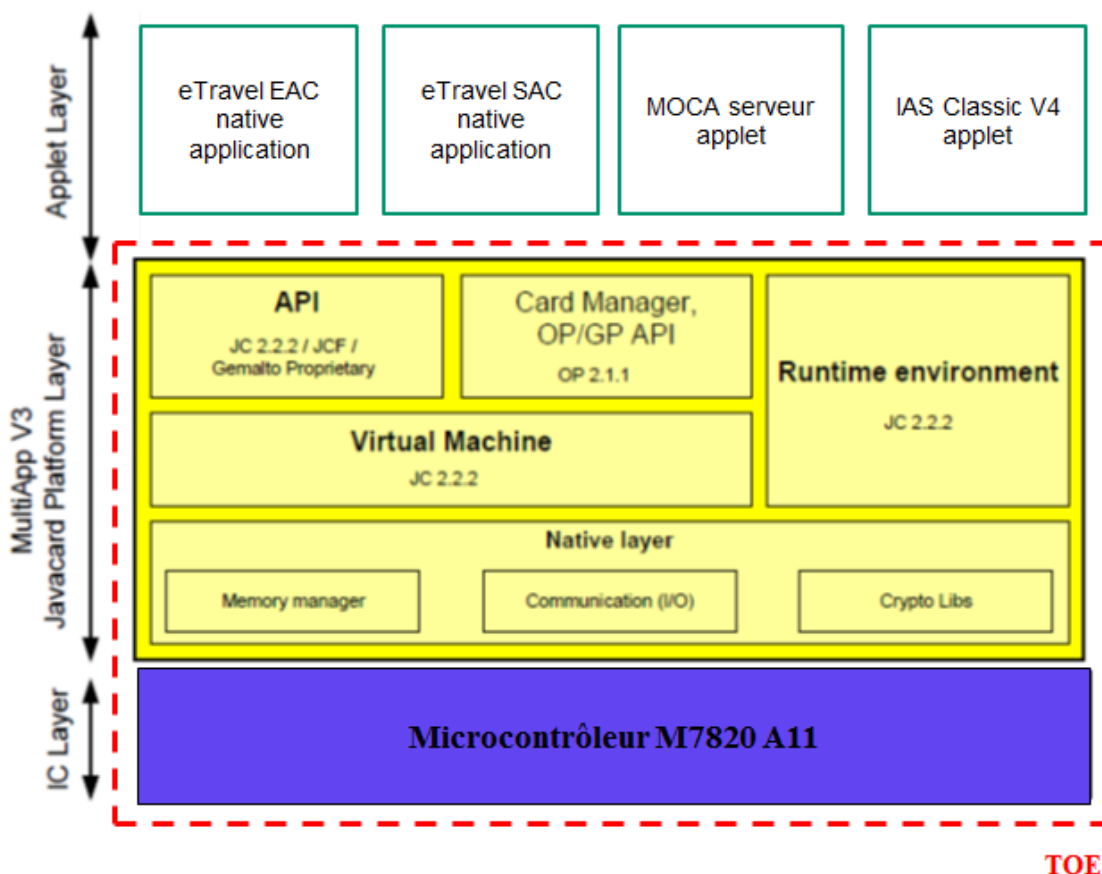 Applet Layer
eTravel EAC
native
application
eTravel SAC
native
application
MOCA serveur
applet
IAS Classic V4
applet
MultiApp V3
Javacard Platform Layer
API
JC 2.2.2 / JCF /
Gemalto Proprietary
Card Manager,
OP/GP API
OP 2.1.1
Runtime environment
JC 2.2.2
Virtual Machine
JC 2.2.2
Native layer
Memory manager
Communication (I/O)
Crypto Libs
IC Layer
Microcontrôleur M7820 A11
TOE